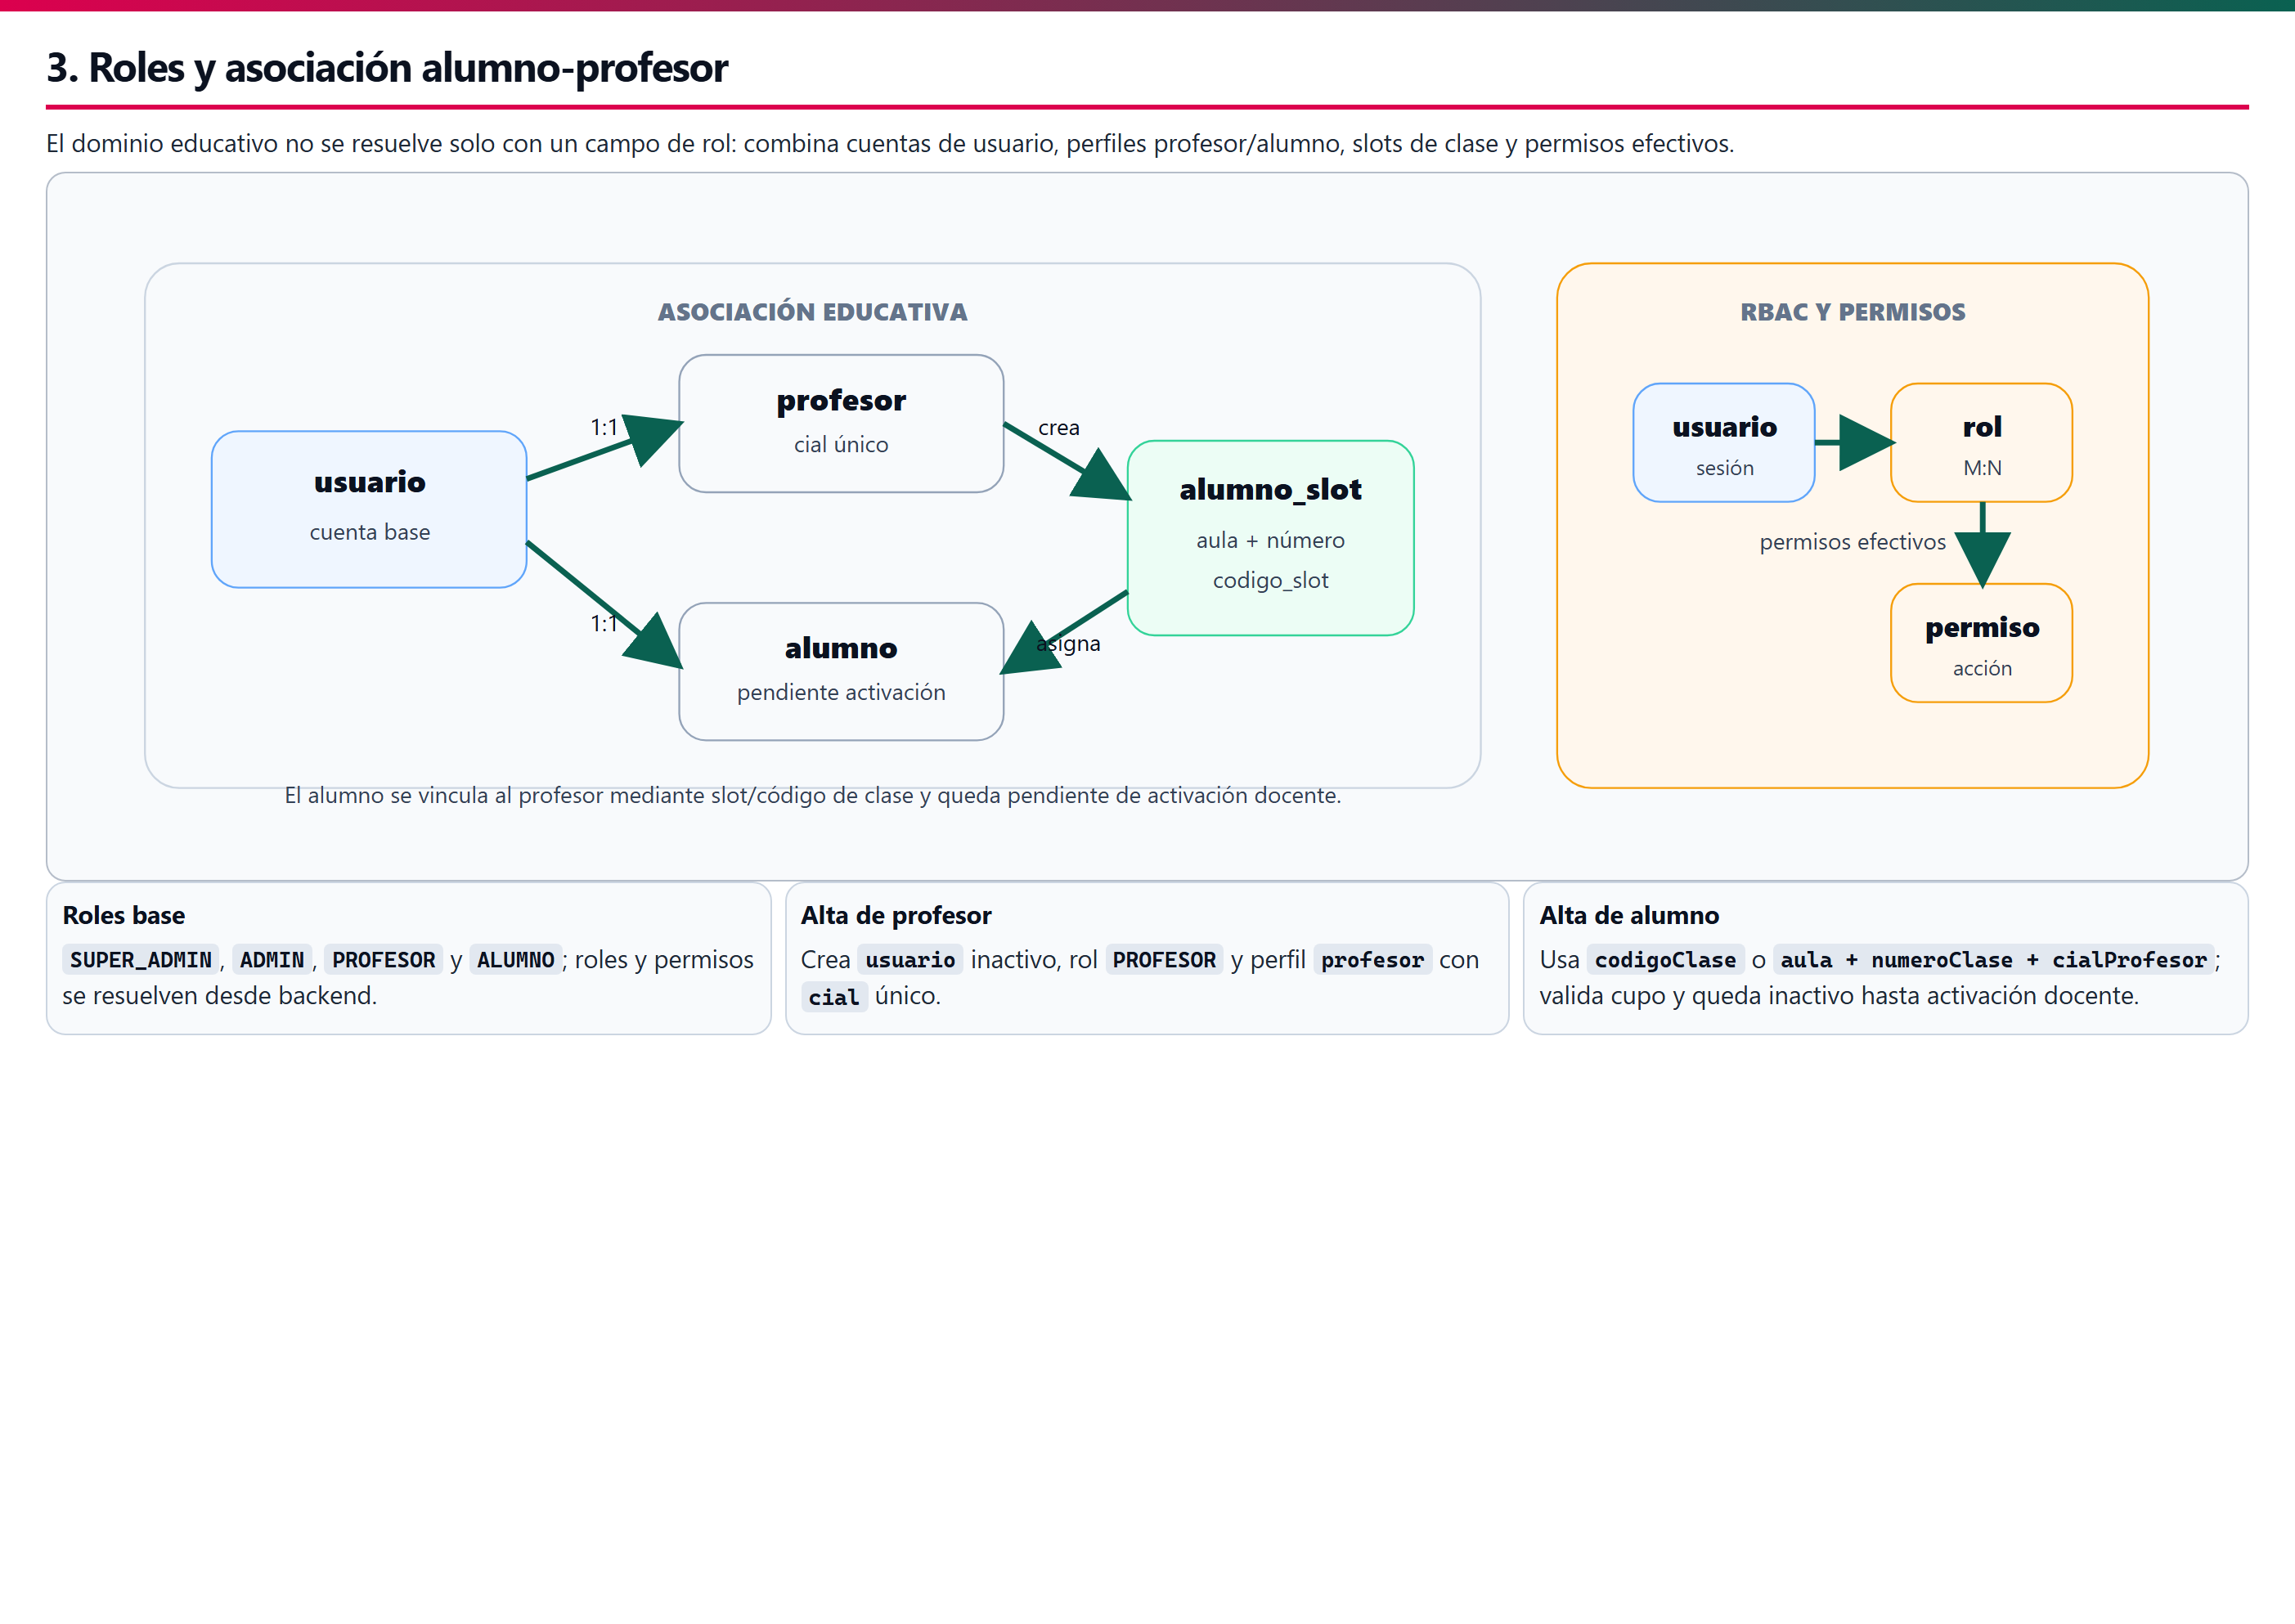 3. Roles y asociación alumno-profesor
El dominio educativo no se resuelve solo con un campo de rol: combina cuentas de usuario, perfiles profesor/alumno, slots de clase y permisos efectivos.
ASOCIACIÓN EDUCATIVA
usuario
cuenta base
1:1
1:1
profesor
cial único
alumno
pendiente activación
crea
asigna
alumno_slot
aula + número
codigo_slot
El alumno se vincula al profesor mediante slot/código de clase y queda pendiente de activación docente.
RBAC Y PERMISOS
usuario
sesión
rol
M:N
permisos efectivos
permiso
acción
Roles base
SUPER_ADMIN, ADMIN, PROFESOR y ALUMNO; roles y permisos
se resuelven desde backend.
Alta de profesor
Crea usuario inactivo, rol PROFESOR y perfil profesor con
cial único.
Alta de alumno
Usa codigoClase o aula + numeroClase + cialProfesor;
valida cupo y queda inactivo hasta activación docente.